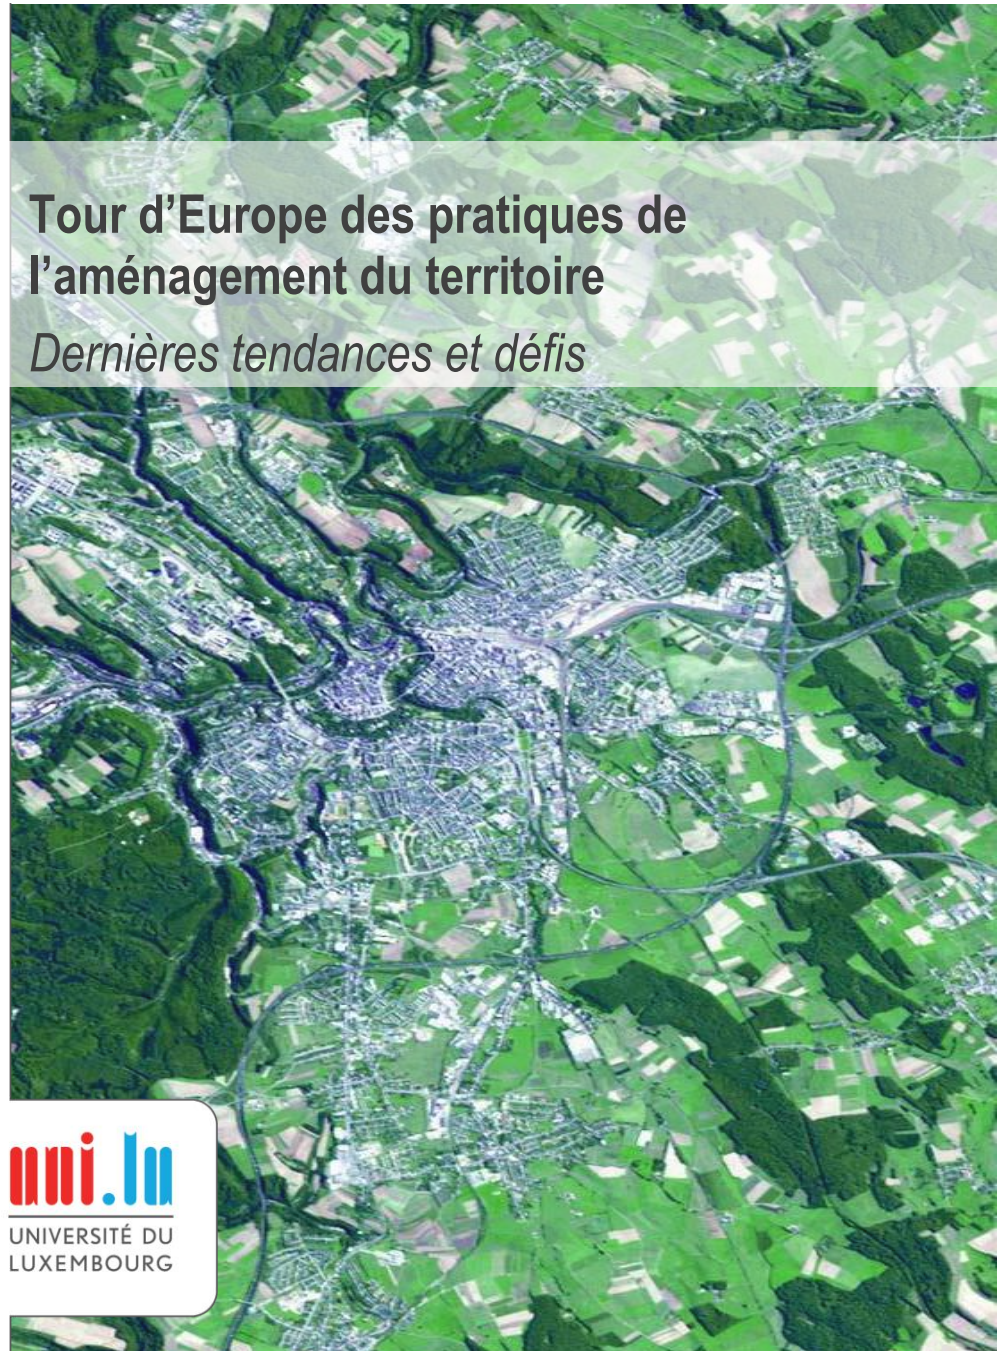 Tour d’Europe des pratiques de
l’aménagement du territoire
Dernières tendances et défis
uni.lu
UNIVERSITÉ DU
LUXEMBOURG